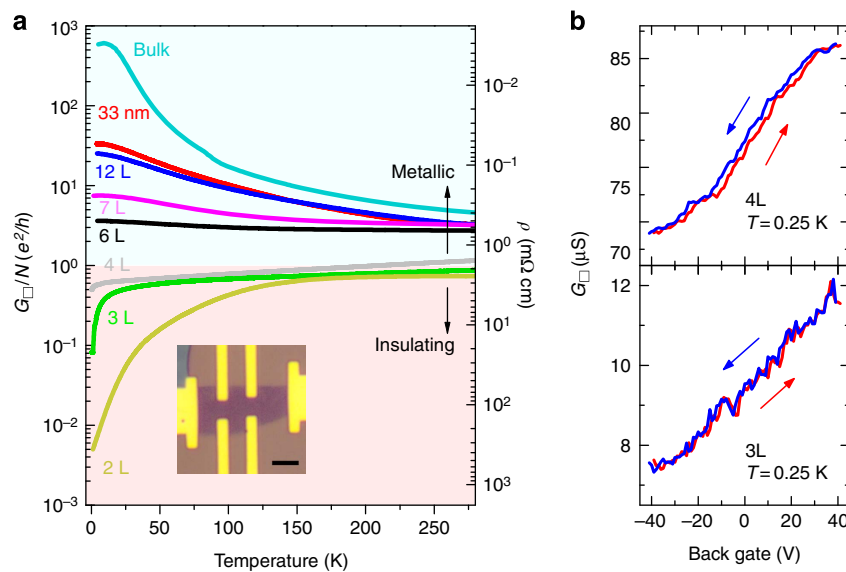 a
10³
10²
10¹
10⁰
10⁻¹
10⁻²
10⁻³
G□/N (e²/h)
Bulk
33 nm
12 L
7 L
6 L
4 L
3 L
2 L
Metallic
Insulating
0
50
100
150
200
250
Temperature (K)
10⁻²
10⁻¹
10⁰
10¹
10²
10³
ρ (mΩ cm)
b
85
80
75
70
4L
T = 0.25 K
G□ (μS)
12
11
10
9
8
7
3L
T = 0.25 K
−40
−20
0
20
40
Back gate (V)